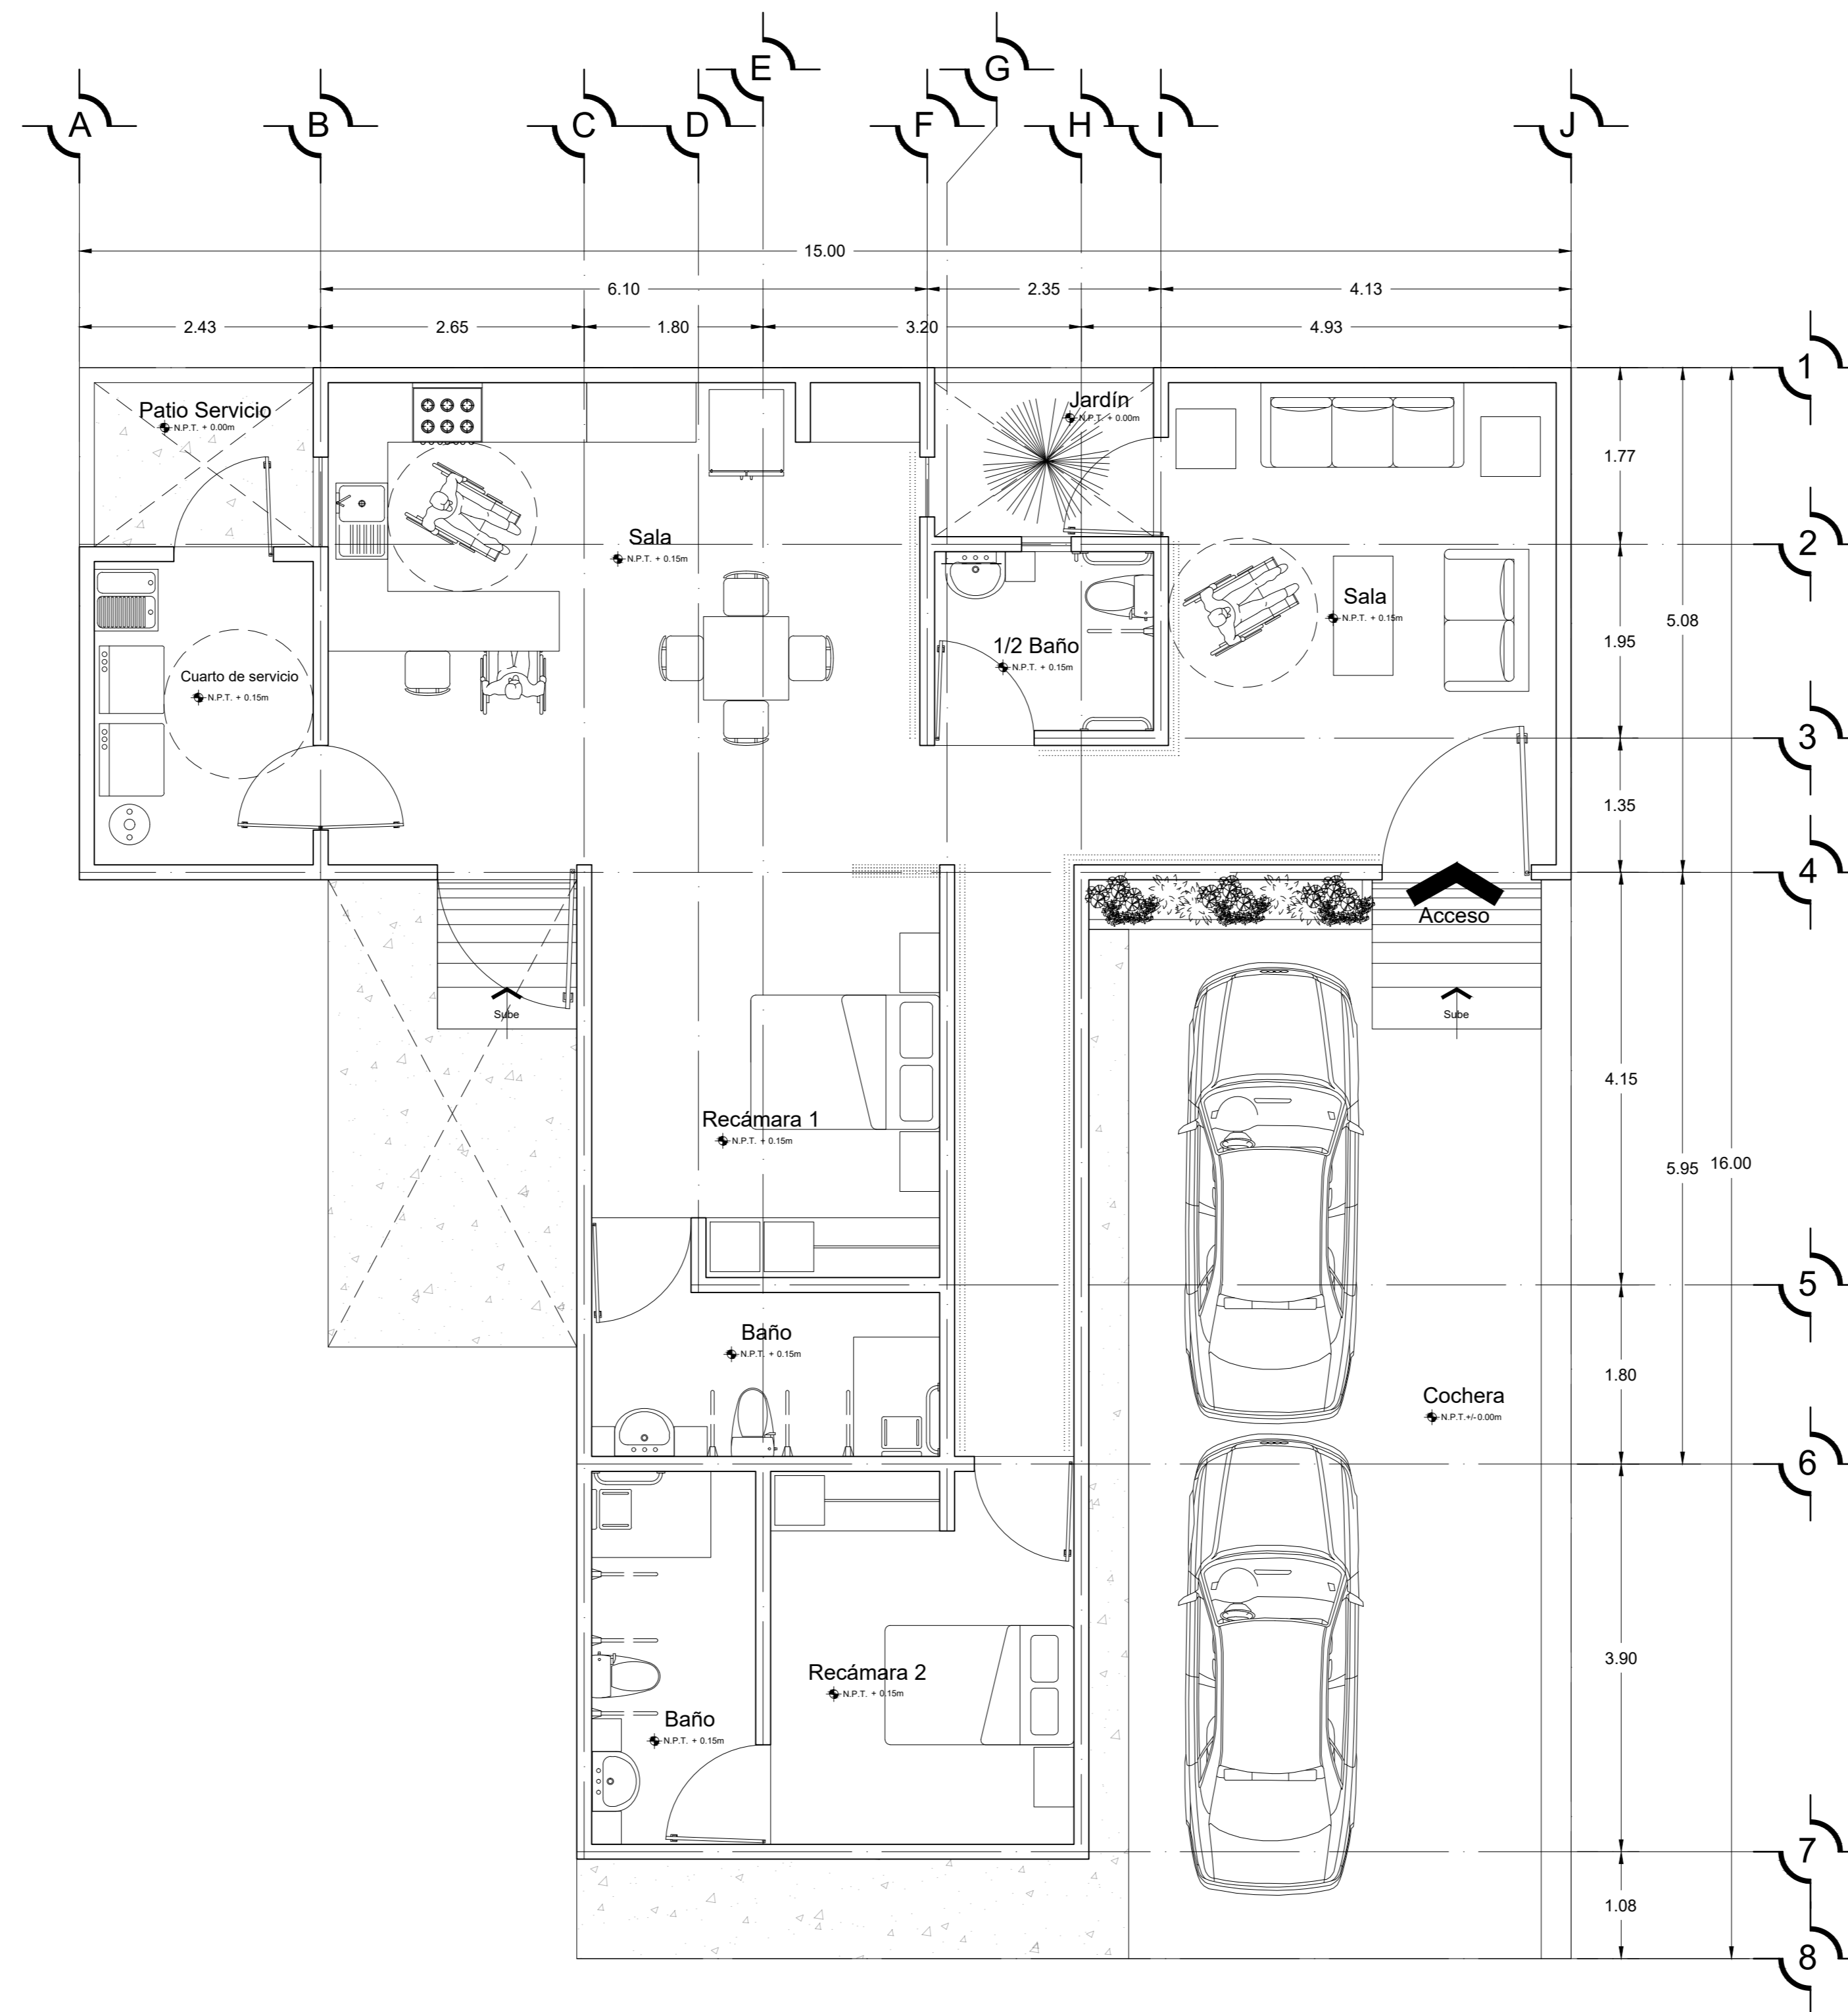 E
G
A
B
C
D
F
H
I
J
15.00
6.10
2.35
4.13
2.43
2.65
1.80
3.20
4.93
1
Patio Servicio
N.P.T. + 0.00m
Jardín
N.P.T. + 0.00m
1.77
Sala
N.P.T. + 0.15m
2
Sala
N.P.T. + 0.15m
1/2 Baño
N.P.T. + 0.15m
1.95
5.08
Cuarto de servicio
N.P.T. + 0.15m
3
1.35
4
Acceso
Sube
Sube
4.15
Recámara 1
N.P.T. + 0.15m
5.95
16.00
5
Baño
N.P.T. + 0.15m
1.80
Cochera
N.P.T.+/-0.00m
6
Recámara 2
N.P.T. + 0.15m
3.90
Baño
N.P.T. + 0.15m
7
1.08
8